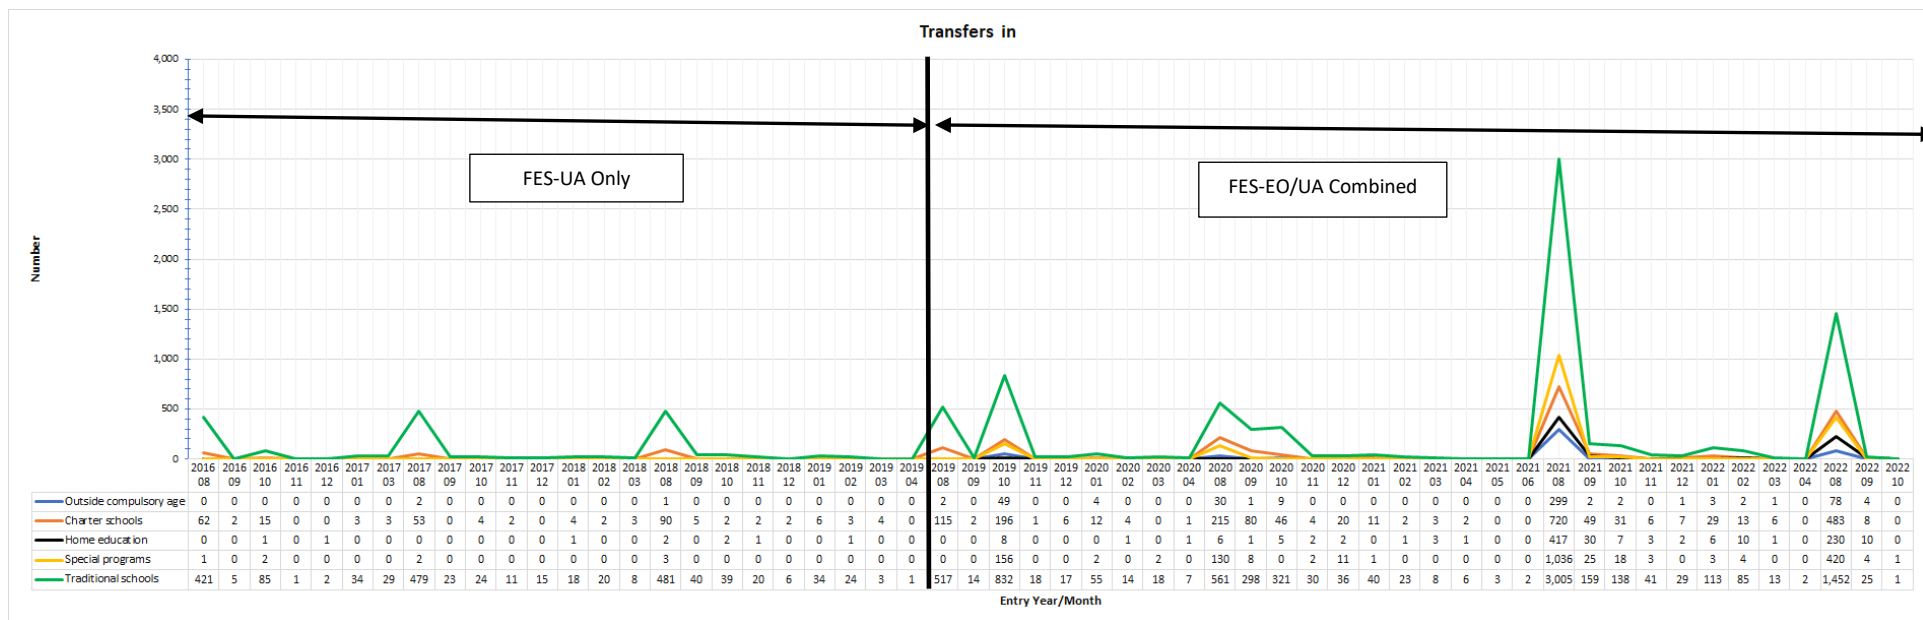 Transfers in
4,000
3,500
3,000
2,500
2,000
1,500
1,000
500
0
Number
FES-UA Only
FES-EO/UA Combined
2016 2016 2016 2016 2016 2017 2017 2017 2017 2017 2017 2017 2018 2018 2018 2018 2018 2018 2018 2018 2019 2019 2019 2019 2019 2019 2019 2019 2019 2020 2020 2020 2020 2020 2020 2020 2020 2020 2021 2021 2021 2021 2021 2021 2021 2021 2021 2021 2021 2022 2022 2022 2022 2022 2022 2022
08 09 10 11 12 01 03 08 09 10 11 12 01 02 03 08 09 10 11 12 01 02 03 04 08 09 10 11 12 01 02 03 04 08 09 10 11 12 01 02 03 04 05 06 08 09 10 11 12 01 02 03 04 08 09 10
Outside compulsory age 0 0 0 0 0 0 0 2 0 0 0 0 0 0 0 1 0 0 0 0 0 0 0 0 2 0 49 0 0 4 0 0 0 30 1 9 0 0 0 0 0 0 0 0 299 2 2 0 1 3 2 1 0 78 4 0
Charter schools 62 2 15 0 0 3 3 53 0 4 2 0 4 2 3 90 5 2 2 2 6 3 4 0 115 2 196 1 6 12 4 0 1 215 80 46 4 20 11 2 3 2 0 0 720 49 31 6 7 29 13 6 0 483 8 0
Home education 0 0 1 0 1 0 0 0 0 0 0 0 1 0 0 2 0 2 1 0 0 1 0 0 0 0 8 0 0 0 1 0 1 6 1 5 2 2 0 1 3 1 0 0 417 30 7 3 2 6 10 1 0 230 10 0
Special programs 1 0 2 0 0 0 0 2 0 0 0 0 0 0 0 3 0 0 0 0 0 0 0 0 0 0 156 0 0 2 0 2 0 130 8 0 2 11 1 0 0 0 0 0 1,036 25 18 3 0 3 4 0 0 420 4 1
Traditional schools 421 5 85 1 2 34 29 479 23 24 11 15 18 20 8 481 40 39 20 6 34 24 3 1 517 14 832 18 17 55 14 18 7 561 298 321 30 36 40 23 8 6 3 2 3,005 159 138 41 29 113 85 13 2 1,452 25 1
Entry Year/Month